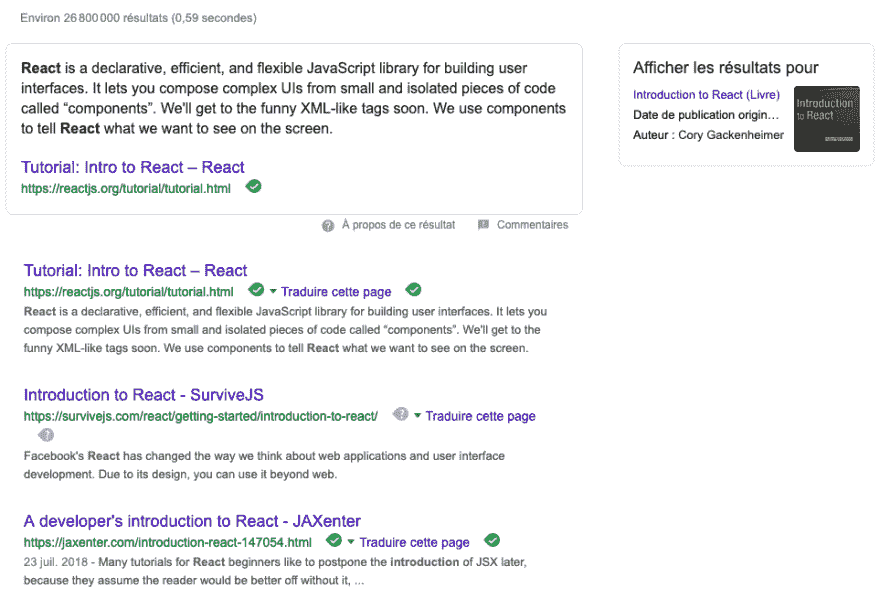 Environ 26 800 000 résultats (0,59 secondes)
React is a declarative, efficient, and flexible JavaScript library for building user
interfaces. It lets you compose complex UIs from small and isolated pieces of code
called “components”. We'll get to the funny XML-like tags soon. We use components
to tell React what we want to see on the screen.
Tutorial: Intro to React – React
https://reactjs.org/tutorial/tutorial.html
À propos de ce résultat Commentaires
Tutorial: Intro to React – React
https://reactjs.org/tutorial/tutorial.html Traduire cette page
React is a declarative, efficient, and flexible JavaScript library for building user interfaces. It lets you
compose complex UIs from small and isolated pieces of code called “components”. We'll get to the
funny XML-like tags soon. We use components to tell React what we want to see on the screen.
Introduction to React - SurviveJS
https://survivejs.com/react/getting-started/introduction-to-react/ Traduire cette page
Facebook's React has changed the way we think about web applications and user interface
development. Due to its design, you can use it beyond web.
A developer's introduction to React - JAXenter
https://jaxenter.com/introduction-react-147054.html Traduire cette page
23 juil. 2018 - Many tutorials for React beginners like to postpone the introduction of JSX later,
because they assume the reader would be better off without it, ...
Afficher les résultats pour
Introduction to React (Livre)
Date de publication origin…
Auteur : Cory Gackenheimer
Introduction
to React